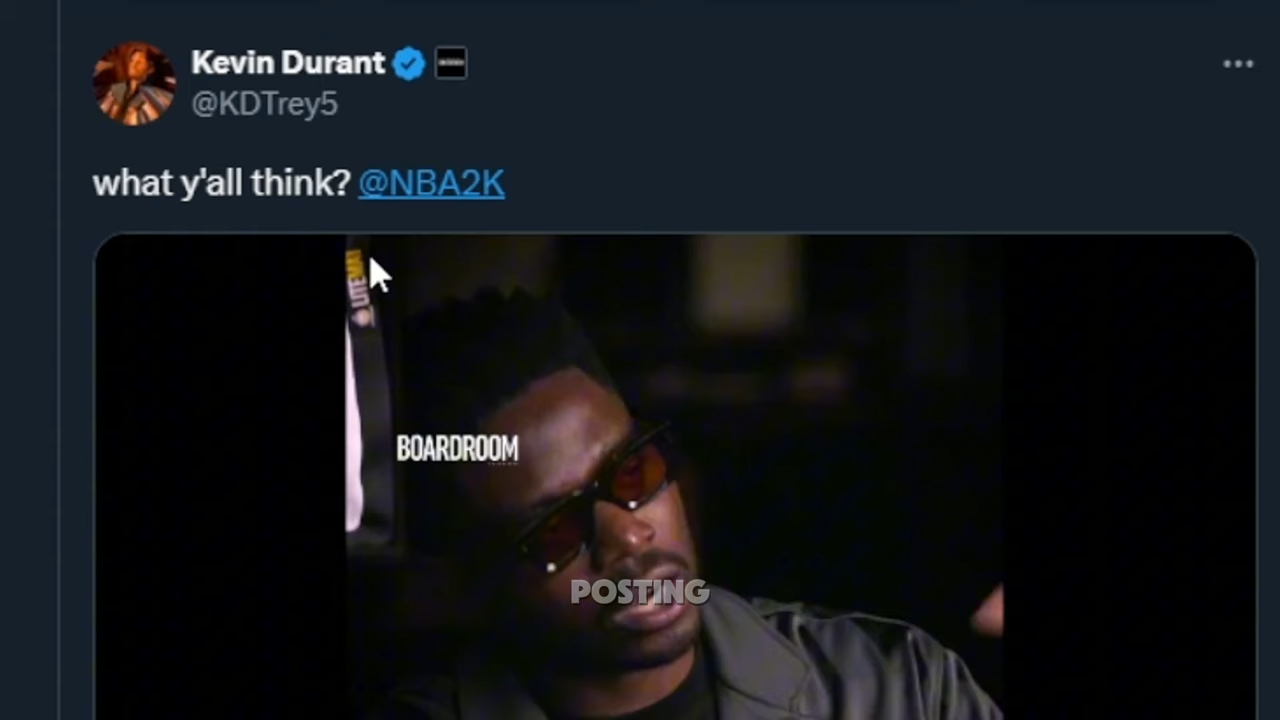 Kevin Durant
@KDTrey5
what y'all think? @NBA2K
BOARDROOM
POSTING